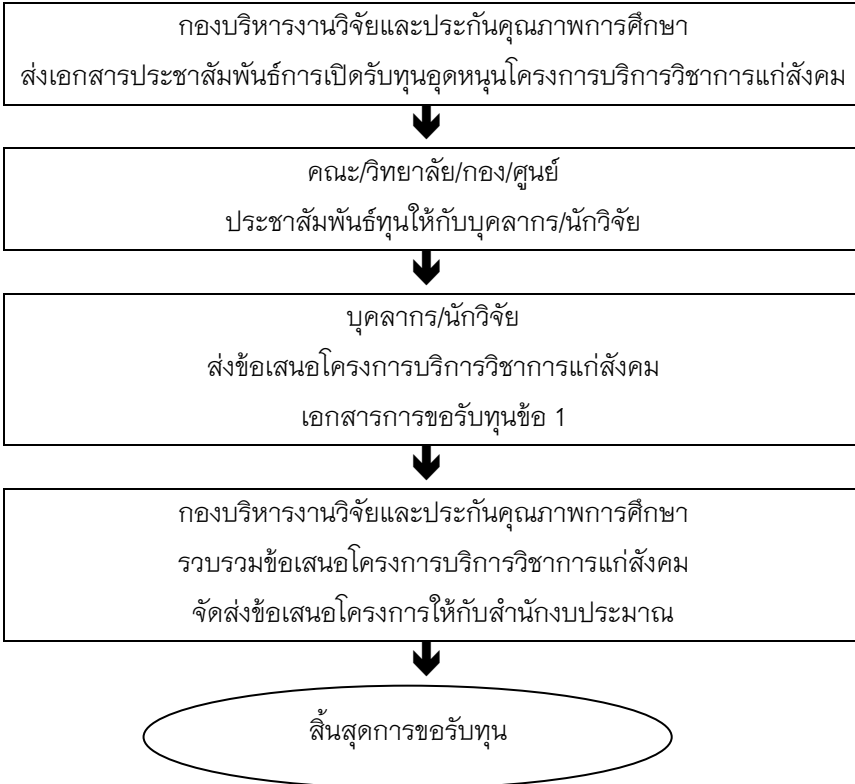 กองบริหารงานวิจัยและประกันคุณภาพการศึกษา
ส่งเอกสารประชาสัมพันธ์การเปิดรับทุนอุดหนุนโครงการบริการวิชาการแก่สังคม
คณะ/วิทยาลัย/กอง/ศูนย์
ประชาสัมพันธ์ทุนให้กับบุคลากร/นักวิจัย
บุคลากร/นักวิจัย
ส่งข้อเสนอโครงการบริการวิชาการแก่สังคม
เอกสารการขอรับทุนข้อ 1
กองบริหารงานวิจัยและประกันคุณภาพการศึกษา
รวบรวมข้อเสนอโครงการบริการวิชาการแก่สังคม
จัดส่งข้อเสนอโครงการให้กับสำนักงบประมาณ
สิ้นสุดการขอรับทุน